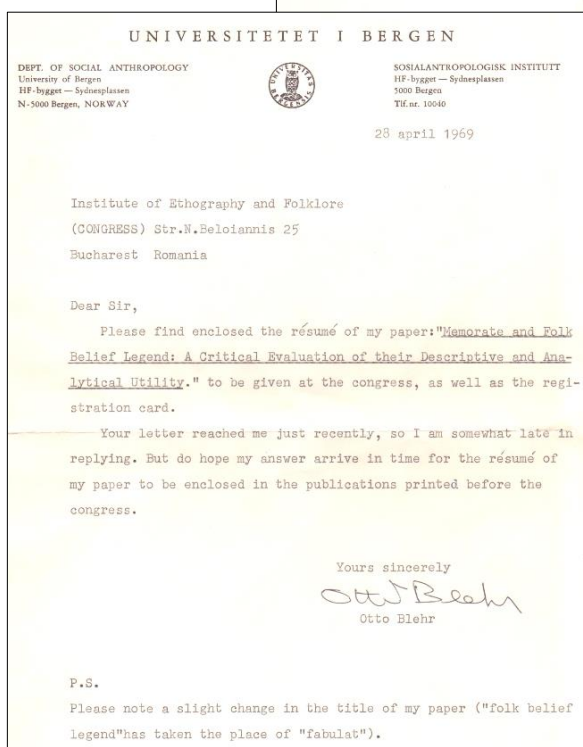 UNIVERSITETET I BERGEN
DEPT. OF SOCIAL ANTHROPOLOGY
University of Bergen
HF-bygget — Sydnesplassen
N-5000 Bergen, NORWAY
UNIVERSITAS BERGENSIS
SOSIALANTROPOLOGISK INSTITUTT
HF-bygget — Sydnesplassen
5000 Bergen
Tlf. nr. 10040
28 april 1969
Institute of Ethography and Folklore
(CONGRESS) Str.N.Beloiannis 25
Bucharest Romania
Dear Sir,
Please find enclosed the résumé of my paper:"Memorate and Folk
Belief Legend: A Critical Evaluation of their Descriptive and Ana-
lytical Utility." to be given at the congress, as well as the regi-
stration card.
Your letter reached me just recently, so I am somewhat late in
replying. But do hope my answer arrive in time for the résumé of
my paper to be enclosed in the publications printed before the
congress.
Yours sincerely
Otto Blehr
Otto Blehr
P.S.
Please note a slight change in the title of my paper ("folk belief
legend"has taken the place of "fabulat").